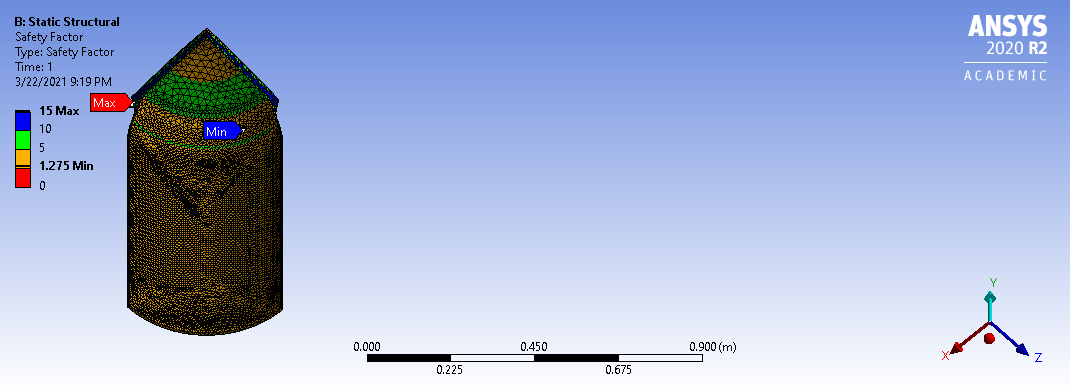 B: Static Structural
Safety Factor
Type: Safety Factor
Time: 1
3/22/2021 9:19 PM
Max
15 Max
10
5
1.275 Min
0
Min
ANSYS
2020 R2
ACADEMIC
0.000
0.450
0.900 (m)
0.225
0.675
Y
X
Z